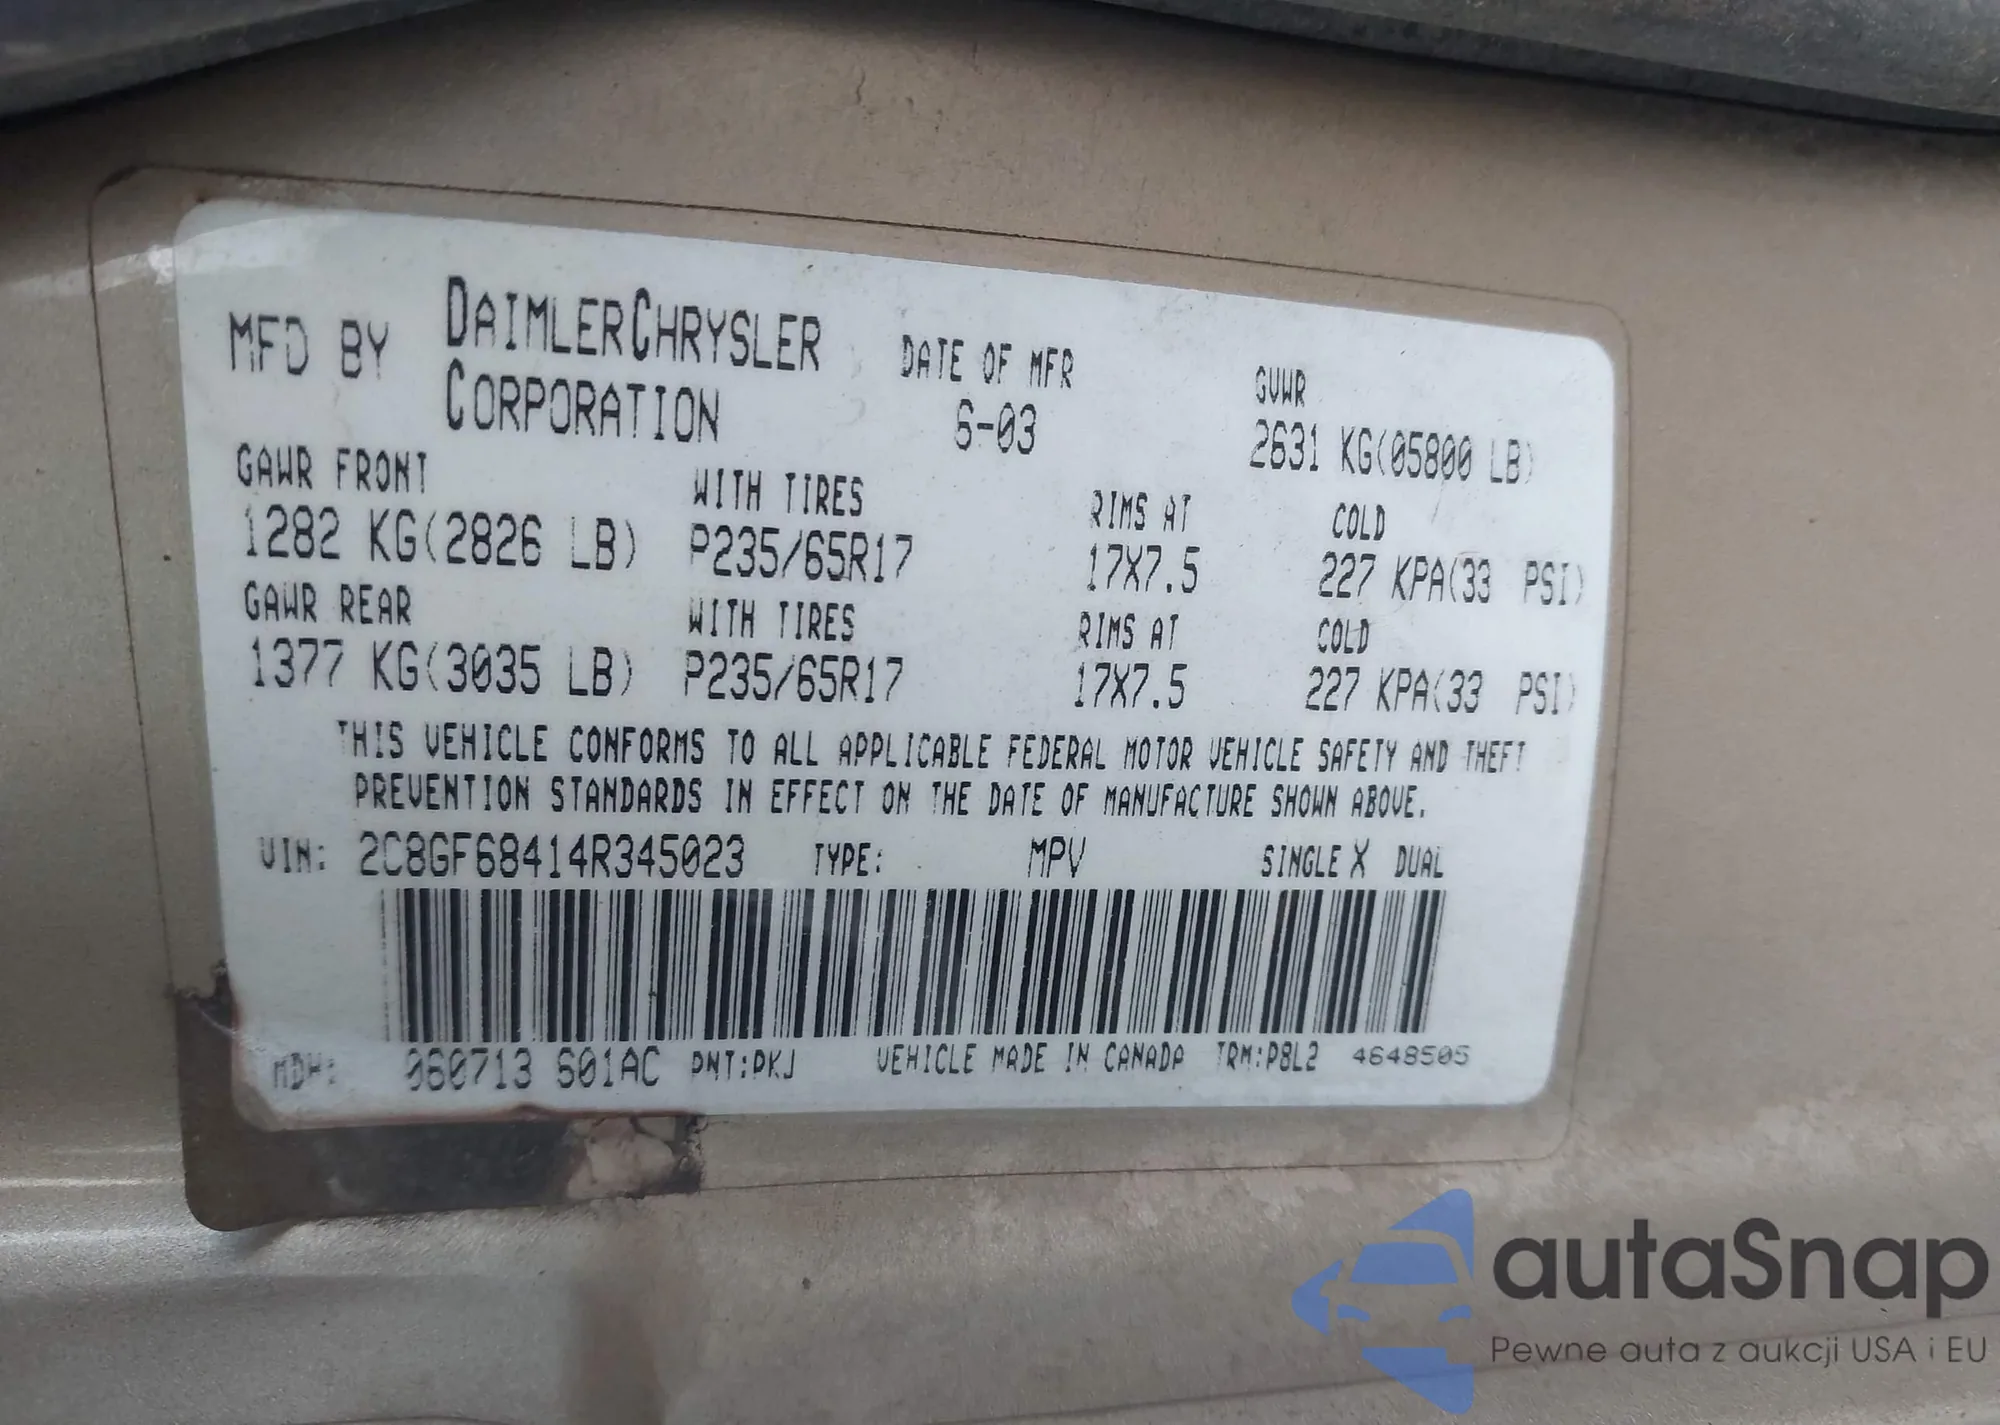 MFD BY DAIMLERCHRYSLER CORPORATION DATE OF MFR 6-03 GVWR 2631 KG(05800 LB)
GAWR FRONT WITH TIRES RIMS AT COLD
1282 KG(2826 LB) P235/65R17 17X7.5 227 KPA(33 PSI)
GAWR REAR WITH TIRES RIMS AT COLD
1377 KG(3035 LB) P235/65R17 17X7.5 227 KPA(33 PSI)
THIS VEHICLE CONFORMS TO ALL APPLICABLE FEDERAL MOTOR VEHICLE SAFETY AND THEFT
PREVENTION STANDARDS IN EFFECT ON THE DATE OF MANUFACTURE SHOWN ABOVE.
VIN: 2C8GF68414R345023 TYPE: MPV SINGLE X DUAL
MDH: 060713 601AC PNT:PKJ VEHICLE MADE IN CANADA TRM:P8L2 4648505
autaSnap
Pewne auta z aukcji USA i EU